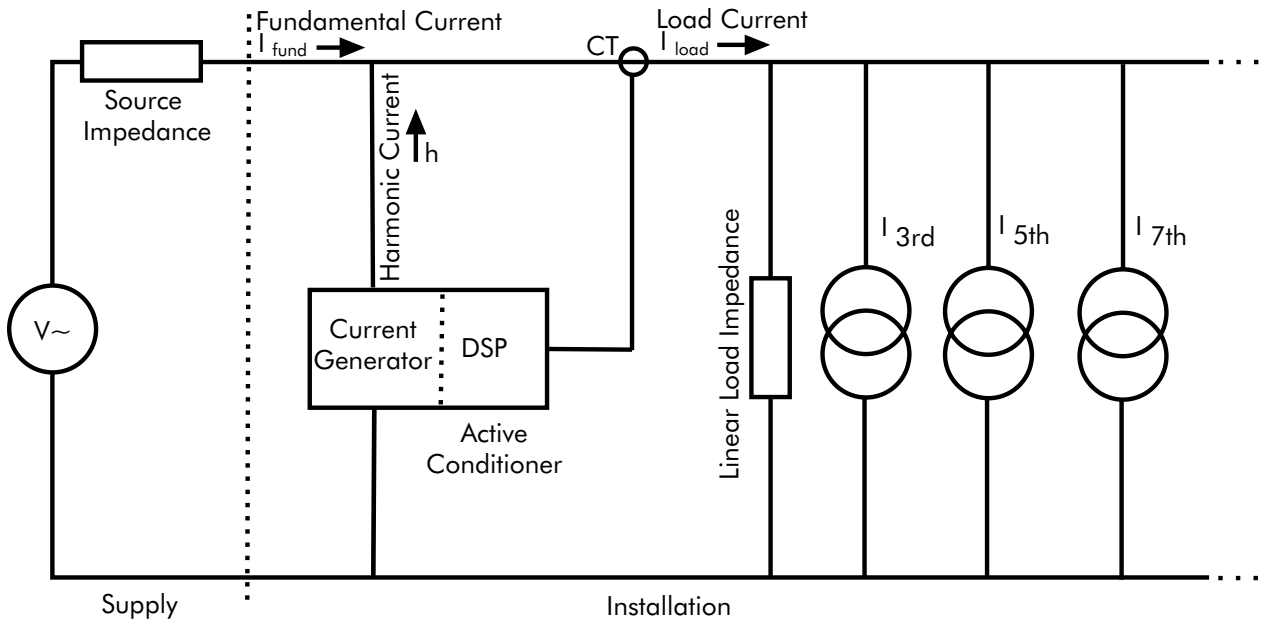 Fundamental Current
I fund
Load Current
I load
CT
Source
Impedance
Harmonic Current
h
I 3rd
I 5th
I 7th
Linear Load Impedance
V~
Current
Generator
DSP
Active
Conditioner
Supply
Installation